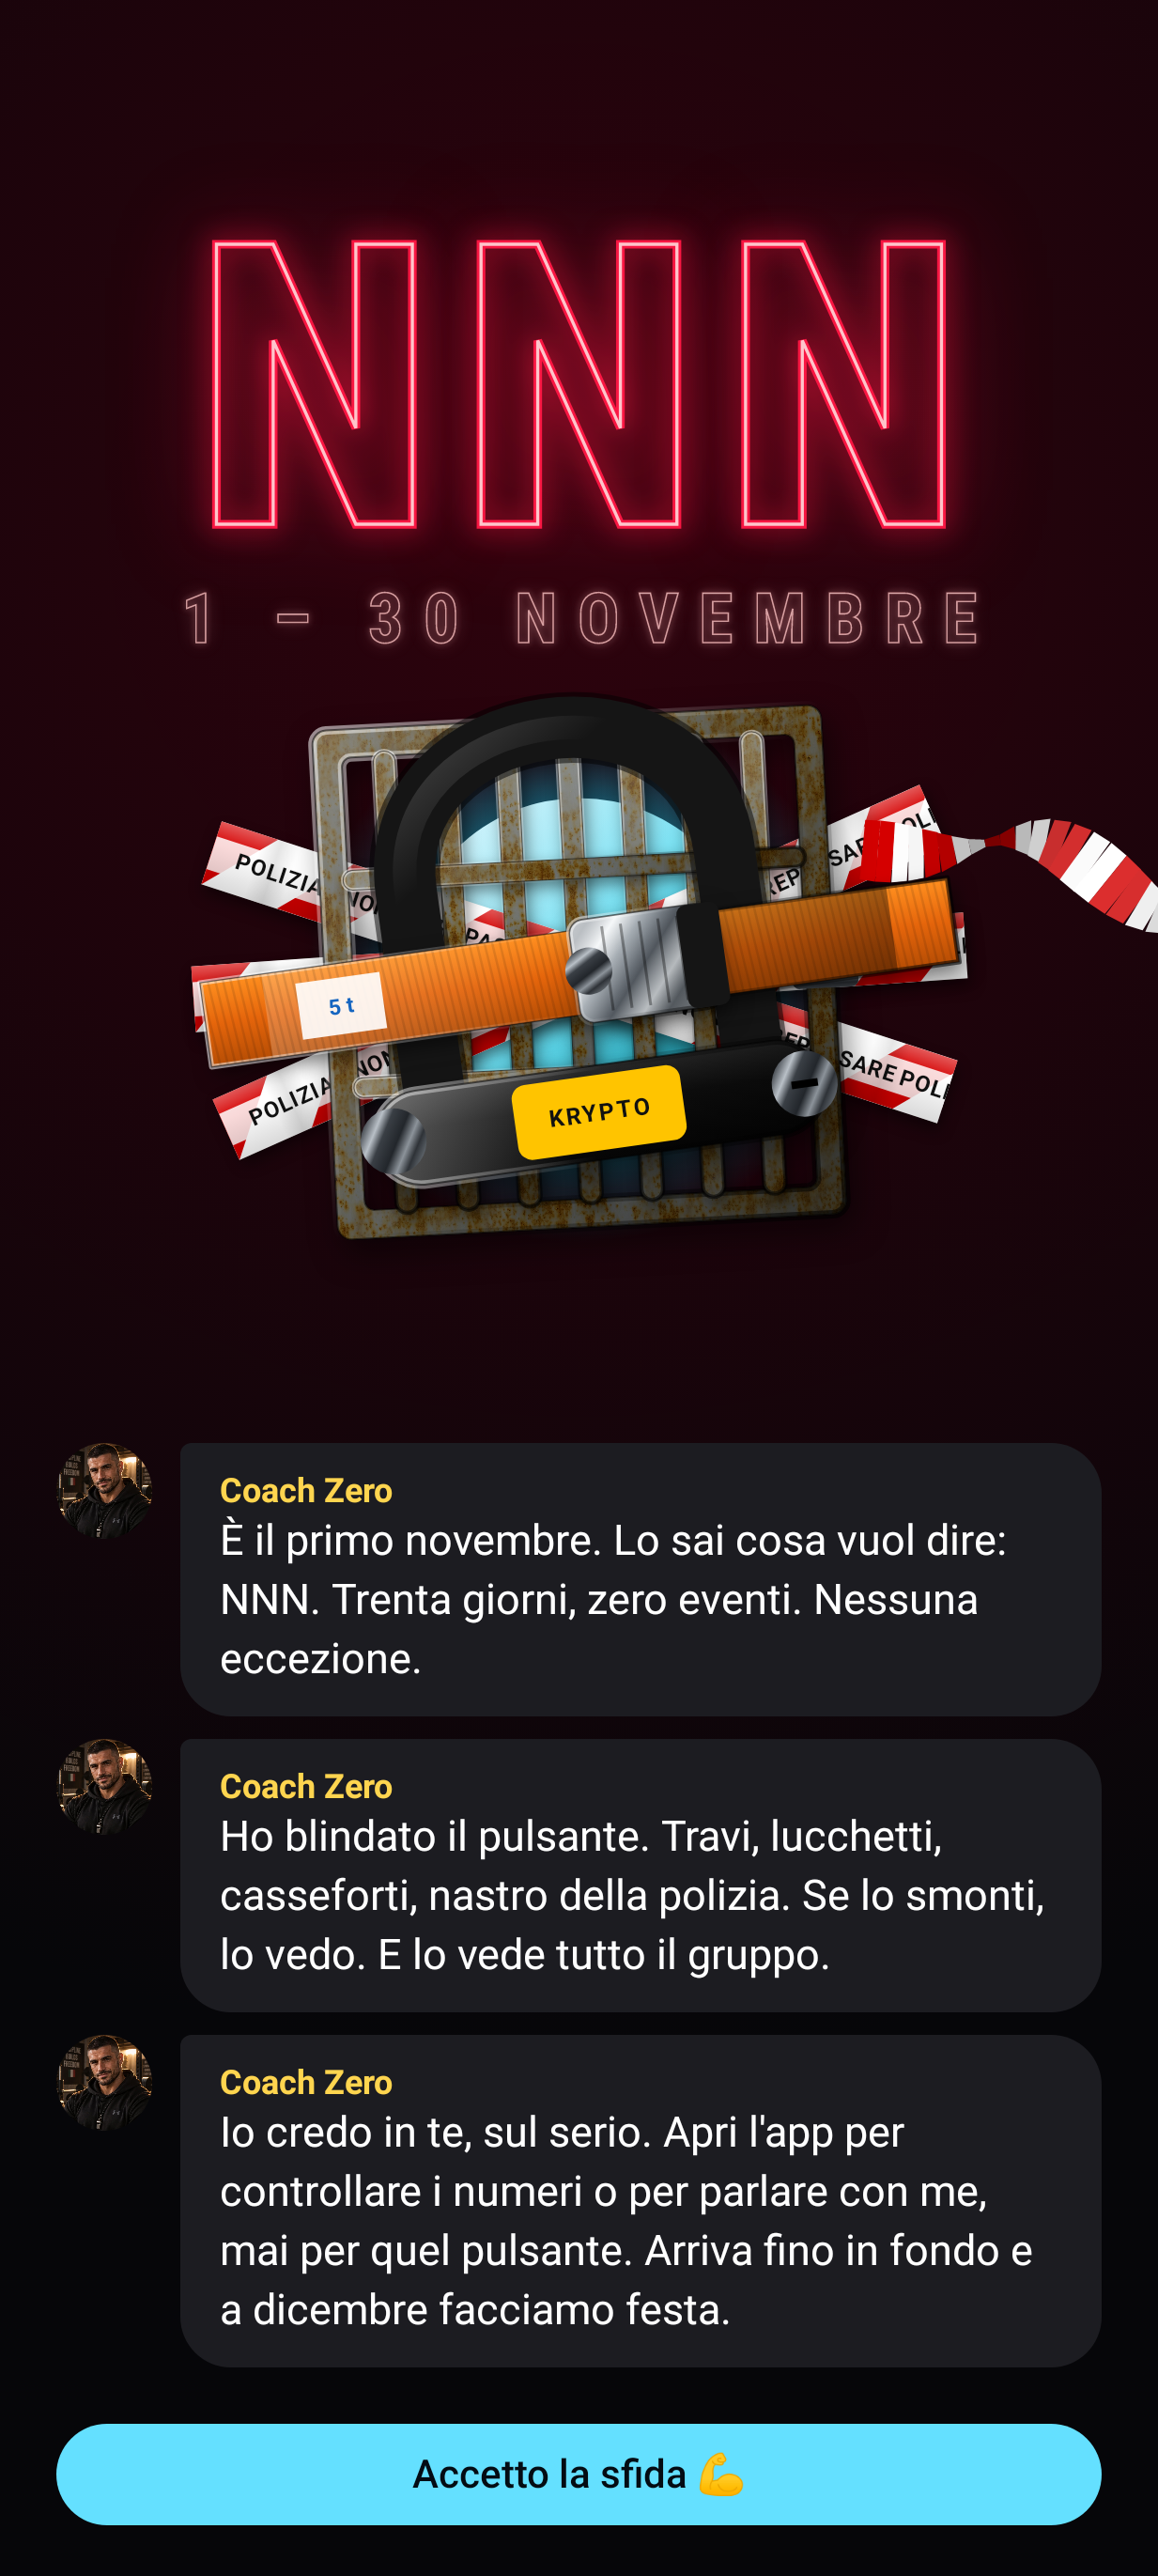 NNN
1 – 30 NOVEMBRE
POLIZIA
POLIZIA
5 t
SARE POLI
KRYPTO
Coach Zero
È il primo novembre. Lo sai cosa vuol dire:
NNN. Trenta giorni, zero eventi. Nessuna
eccezione.
Coach Zero
Ho blindato il pulsante. Travi, lucchetti,
casseforti, nastro della polizia. Se lo smonti,
lo vedo. E lo vede tutto il gruppo.
Coach Zero
Io credo in te, sul serio. Apri l'app per
controllare i numeri o per parlare con me,
mai per quel pulsante. Arriva fino in fondo e
a dicembre facciamo festa.
Accetto la sfida 💪